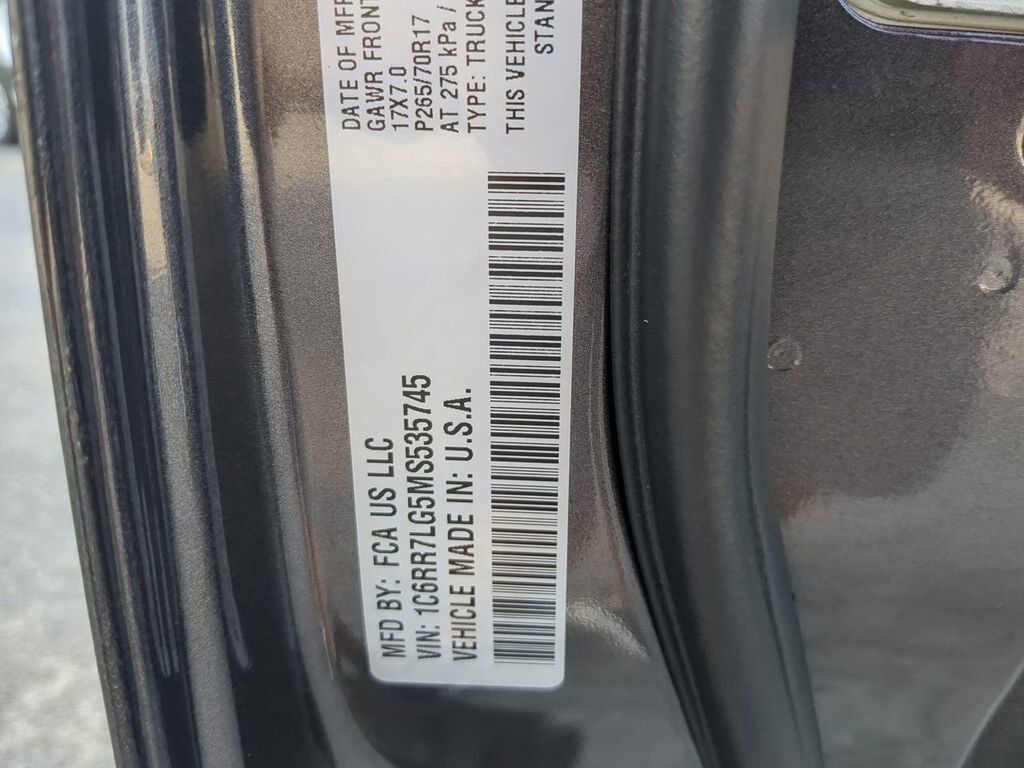 MFD BY: FCA US LLC
VIN: 1C6RR7LG5MS535745
VEHICLE MADE IN: U.S.A.
DATE OF MFR
GAWR FRONT
17X7.0
P265/70R17
AT 275 kPa /
TYPE: TRUCK
THIS VEHICLE
STAN